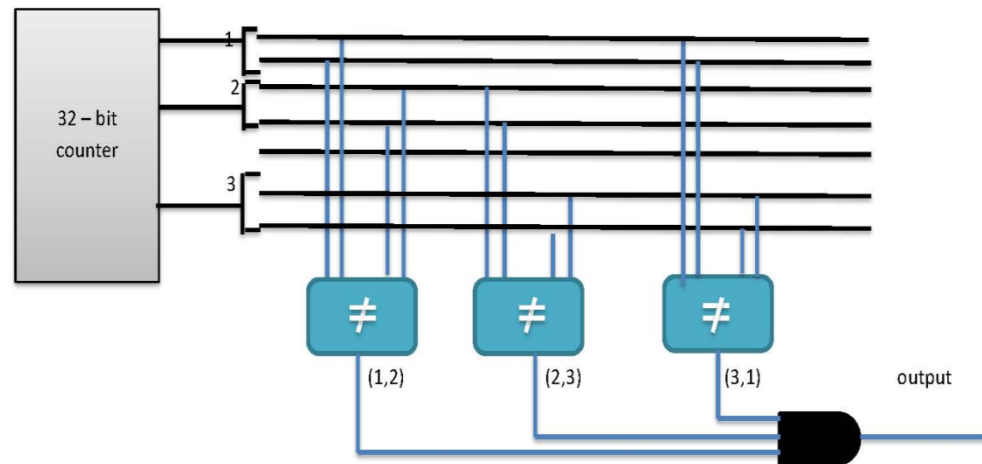 1
2
32 – bit
counter
3
≠ ≠ ≠
(1,2) (2,3) (3,1) output